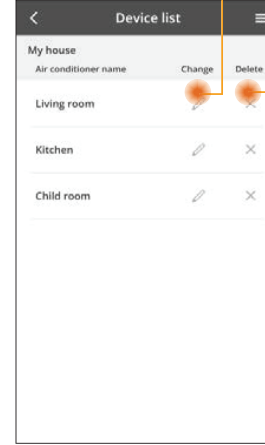 Device list
My house
Air conditioner name Change Delete
Living room
Kitchen
Child room